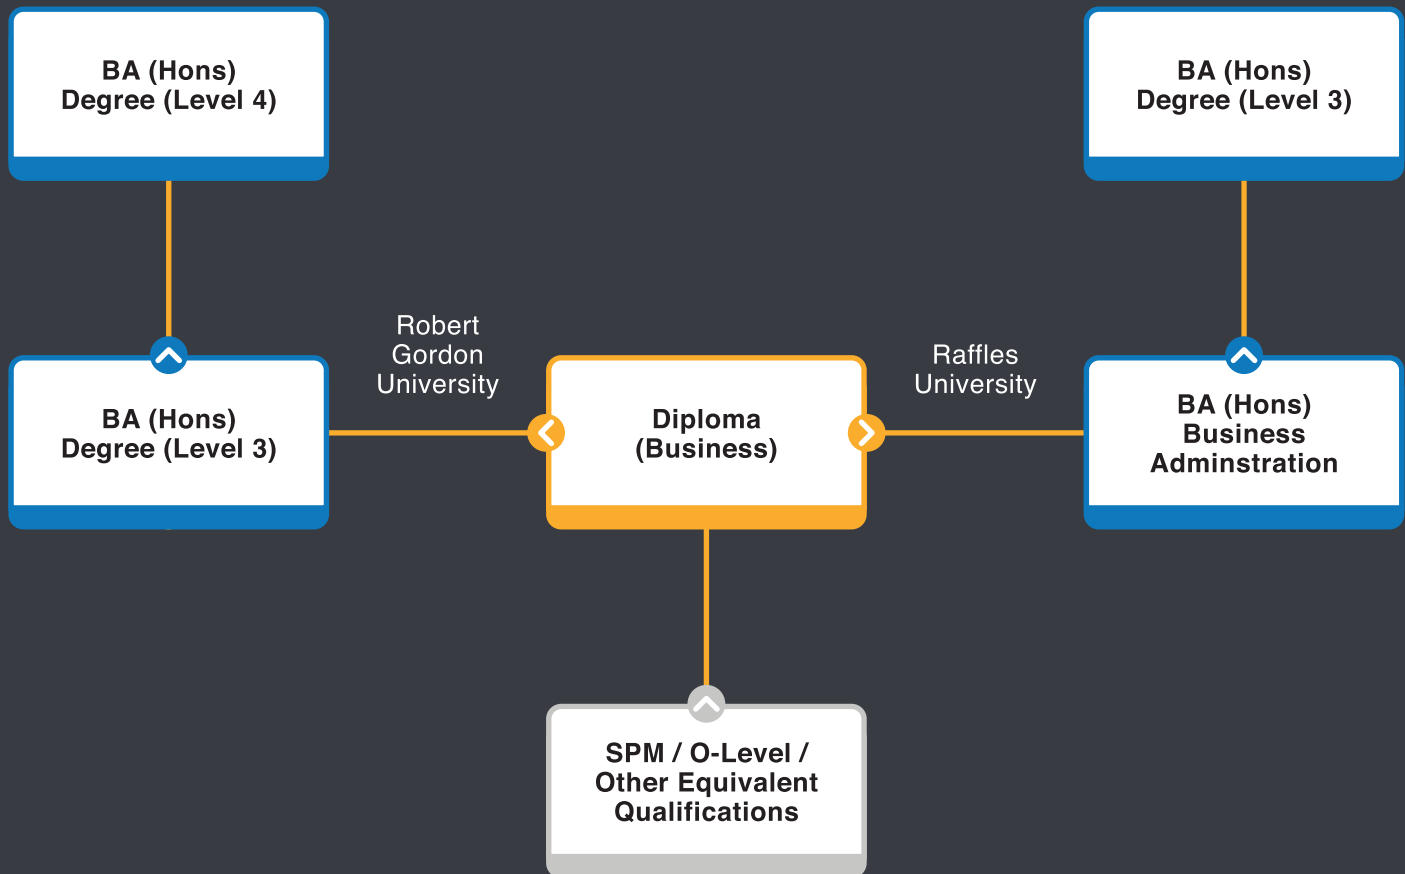 BA (Hons)
Degree (Level 4)
BA (Hons)
Degree (Level 3)
Robert
Gordon
University
Raffles
University
BA (Hons)
Degree (Level 3)
Diploma
(Business)
BA (Hons)
Business
Adminstration
SPM / O-Level /
Other Equivalent
Qualifications